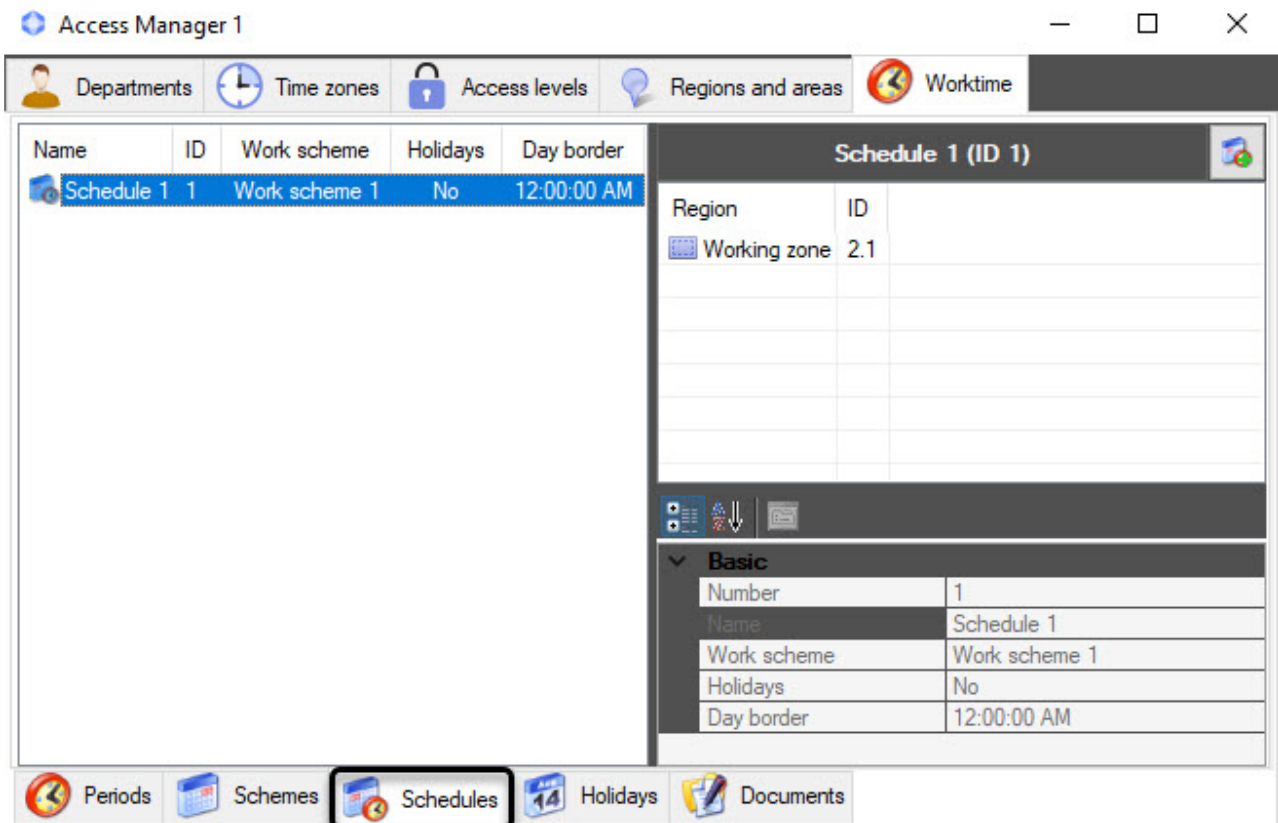 Access Manager 1
Departments Time zones Access levels Regions and areas Worktime
Name ID Work scheme Holidays Day border
Schedule 1 1 Work scheme 1 No 12:00:00 AM
Schedule 1 (ID 1)
Region ID
Working zone 2.1
Basic
Number 1
Name Schedule 1
Work scheme Work scheme 1
Holidays No
Day border 12:00:00 AM
Periods Schemes Schedules 14 Holidays Documents